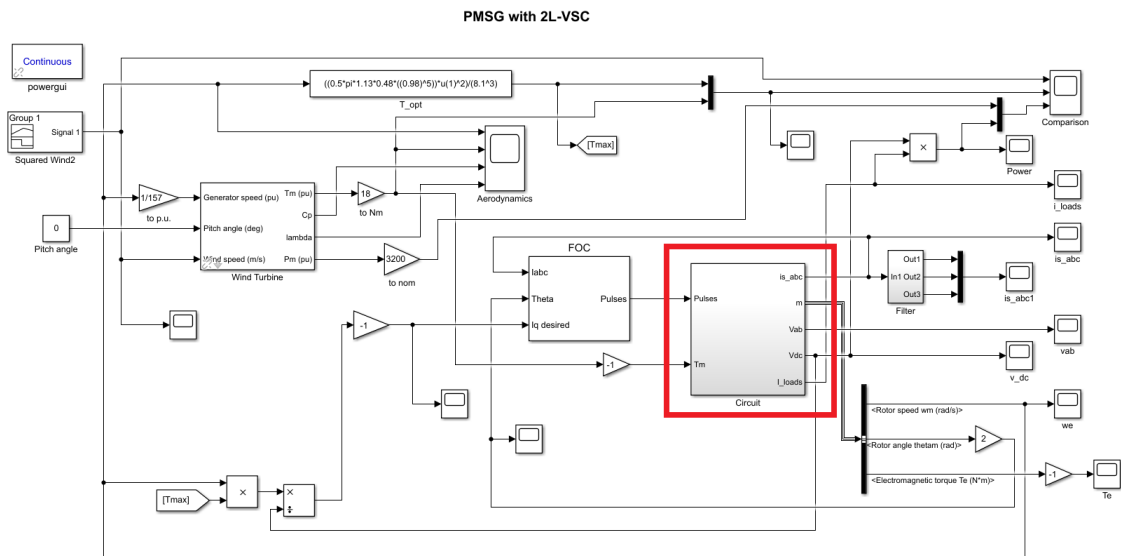 PMSG with 2L-VSC
Continuous
powergui
((0.5*pi*1.13*0.48*((0.98)^5))*u(1)^2)/(8.1^3)
T_opt
Group 1
Signal 1
Squared Wind2
[Tmax]
Comparison
×
Power
Aerodynamics
1/157
to p.u.
Generator speed (pu)
Pitch angle (deg)
Wind speed (m/s)
Tm (pu)
Cp
lambda
Pm (pu)
Wind Turbine
18
to Nm
i_loads
0
Pitch angle
3200
to nom
FOC
Iabc
Theta
Iq desired
Pulses
is_abc
Pulses
Tm
is_abc
m
Vab
Vdc
I_loads
Circuit
In1
Out1
Out2
Out3
Filter
is_abc1
-1
vab
-1
v_dc
<Rotor speed wm (rad/s)>
we
<Rotor angle thetam (rad)>
2
<Electromagnetic torque Te (N*m)>
-1
Te
[Tmax]
×
×
÷